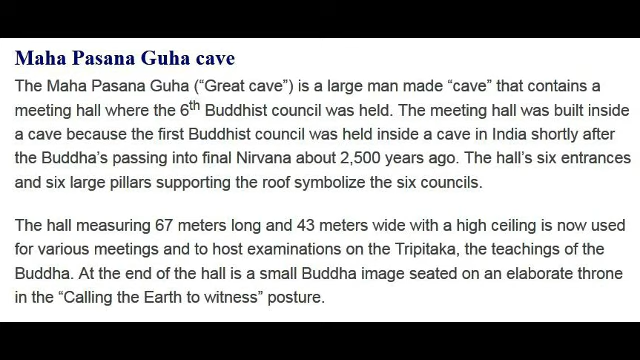 Maha Pasana Guha cave
The Maha Pasana Guha (“Great cave”) is a large man made “cave” that contains a
meeting hall where the 6th Buddhist council was held. The meeting hall was built inside
a cave because the first Buddhist council was held inside a cave in India shortly after
the Buddha’s passing into final Nirvana about 2,500 years ago. The hall’s six entrances
and six large pillars supporting the roof symbolize the six councils.
The hall measuring 67 meters long and 43 meters wide with a high ceiling is now used
for various meetings and to host examinations on the Tripitaka, the teachings of the
Buddha. At the end of the hall is a small Buddha image seated on an elaborate throne
in the “Calling the Earth to witness” posture.